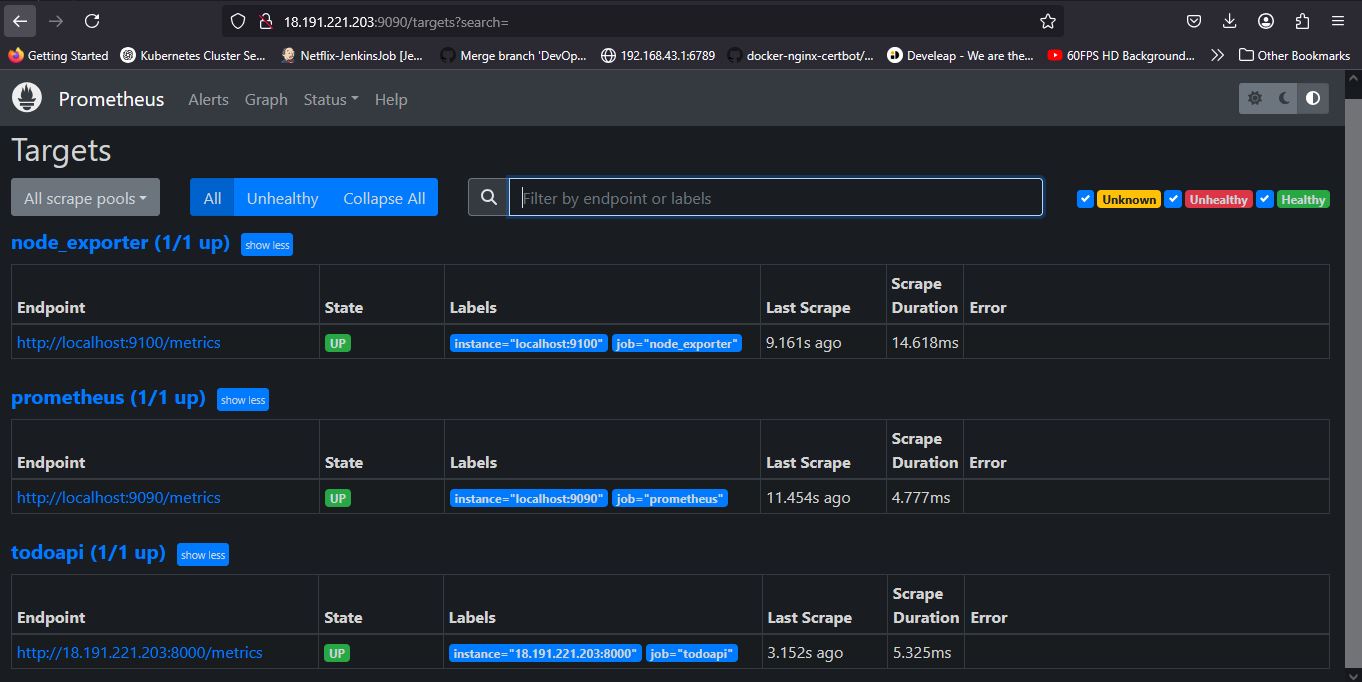 18.191.221.203:9090/targets?search=
Getting Started Kubernetes Cluster Se... Netflix-JenkinsJob [Je... Merge branch 'DevOp... 192.168.43.1:6789 docker-nginx-certbot/... Develeap - We are the... 60FPS HD Background... Other Bookmarks
Prometheus Alerts Graph Status Help
Targets
All scrape pools All Unhealthy Collapse All Filter by endpoint or labels Unknown Unhealthy Healthy
node_exporter (1/1 up) show less
Endpoint State Labels Last Scrape Scrape Duration Error
http://localhost:9100/metrics UP instance="localhost:9100" job="node_exporter" 9.161s ago 14.618ms
prometheus (1/1 up) show less
Endpoint State Labels Last Scrape Scrape Duration Error
http://localhost:9090/metrics UP instance="localhost:9090" job="prometheus" 11.454s ago 4.777ms
todoapi (1/1 up) show less
Endpoint State Labels Last Scrape Scrape Duration Error
http://18.191.221.203:8000/metrics UP instance="18.191.221.203:8000" job="todoapi" 3.152s ago 5.325ms